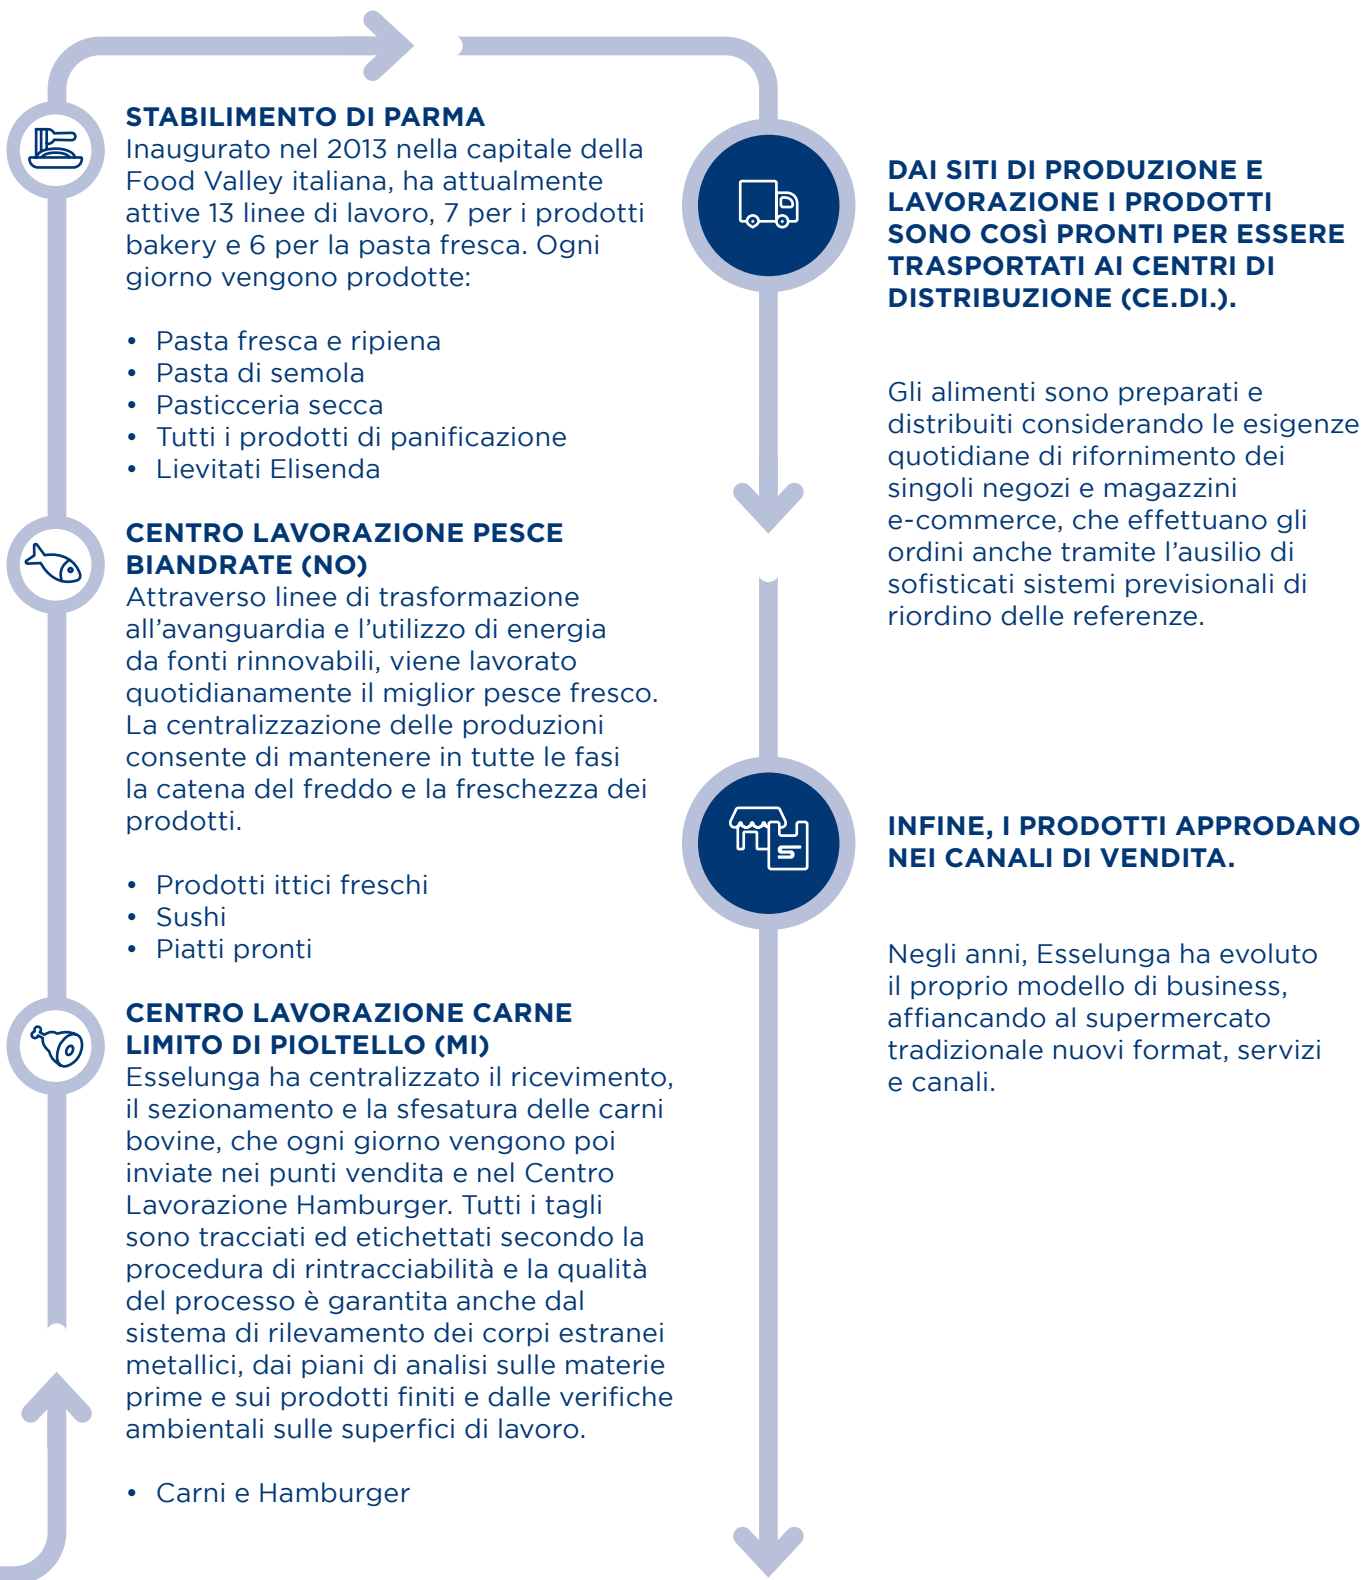 STABILIMENTO DI PARMA
Inaugurato nel 2013 nella capitale della
Food Valley italiana, ha attualmente
attive 13 linee di lavoro, 7 per i prodotti
bakery e 6 per la pasta fresca. Ogni
giorno vengono prodotte:
• Pasta fresca e ripiena
• Pasta di semola
• Pasticceria secca
• Tutti i prodotti di panificazione
• Lievitati Elisenda
CENTRO LAVORAZIONE PESCE
BIANDRATE (NO)
Attraverso linee di trasformazione
all’avanguardia e l’utilizzo di energia
da fonti rinnovabili, viene lavorato
quotidianamente il miglior pesce fresco.
La centralizzazione delle produzioni
consente di mantenere in tutte le fasi
la catena del freddo e la freschezza dei
prodotti.
• Prodotti ittici freschi
• Sushi
• Piatti pronti
CENTRO LAVORAZIONE CARNE
LIMITO DI PIOLTELLO (MI)
Esselunga ha centralizzato il ricevimento,
il sezionamento e la sfesatura delle carni
bovine, che ogni giorno vengono poi
inviate nei punti vendita e nel Centro
Lavorazione Hamburger. Tutti i tagli
sono tracciati ed etichettati secondo la
procedura di rintracciabilità e la qualità
del processo è garantita anche dal
sistema di rilevamento dei corpi estranei
metallici, dai piani di analisi sulle materie
prime e sui prodotti finiti e dalle verifiche
ambientali sulle superfici di lavoro.
• Carni e Hamburger
DAI SITI DI PRODUZIONE E
LAVORAZIONE I PRODOTTI
SONO COSÌ PRONTI PER ESSERE
TRASPORTATI AI CENTRI DI
DISTRIBUZIONE (CE.DI.).
Gli alimenti sono preparati e
distribuiti considerando le esigenze
quotidiane di rifornimento dei
singoli negozi e magazzini
e-commerce, che effettuano gli
ordini anche tramite l’ausilio di
sofisticati sistemi previsionali di
riordino delle referenze.
INFINE, I PRODOTTI APPRODANO
NEI CANALI DI VENDITA.
Negli anni, Esselunga ha evoluto
il proprio modello di business,
affiancando al supermercato
tradizionale nuovi format, servizi
e canali.